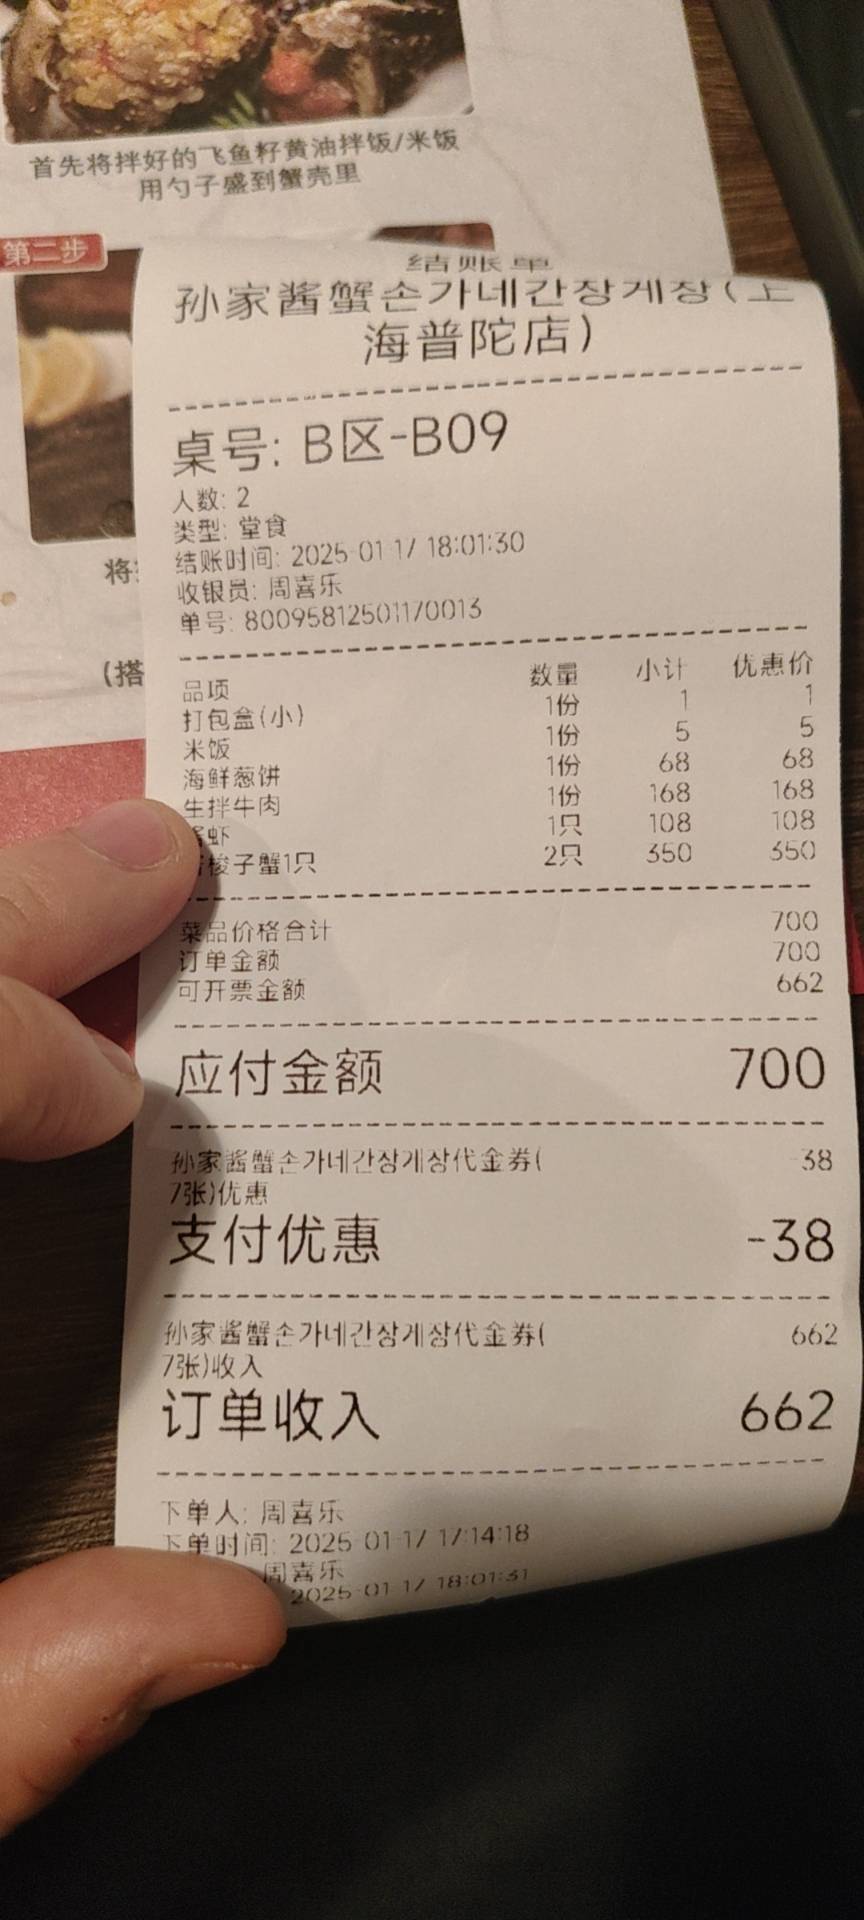 首先将拌好的飞鱼籽黄油拌饭/米饭
用勺子盛到蟹壳里
第二步
将
(搭
结账单
孙家酱蟹손가네간장게장(上
海普陀店)
桌号: B区-B09
人数: 2
类型: 堂食
结账时间: 2025-01-17 18:01:30
收银员: 周喜乐
单号: 80095812501170013
品项 数量 小计 优惠价
打包盒(小) 1份 1 1
米饭 1份 5 5
海鲜葱饼 1份 68 68
生拌牛肉 1份 168 168
虾 1只 108 108
梭子蟹1只 2只 350 350
菜品价格合计 700
订单金额 700
可开票金额 662
应付金额 700
孙家酱蟹손가네간장게장代金券( -38
7张)优惠
支付优惠 -38
孙家酱蟹손가네간장게장代金券( 662
7张)收入
订单收入 662
下单人: 周喜乐
下单时间: 2025-01-17 17:14:18
周喜乐
2025-01-17 18:01:31